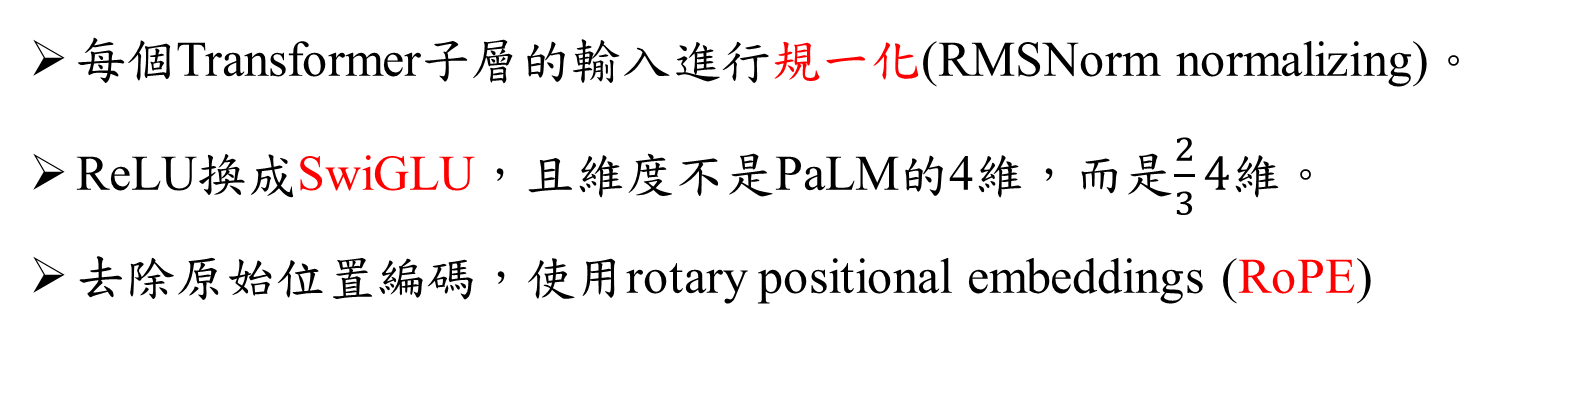 ➢ 每個Transformer子層的輸入進行規一化(RMSNorm normalizing)。
➢ ReLU換成SwiGLU，且維度不是PaLM的4維，而是2/3 4維。
➢ 去除原始位置編碼，使用rotary positional embeddings (RoPE)